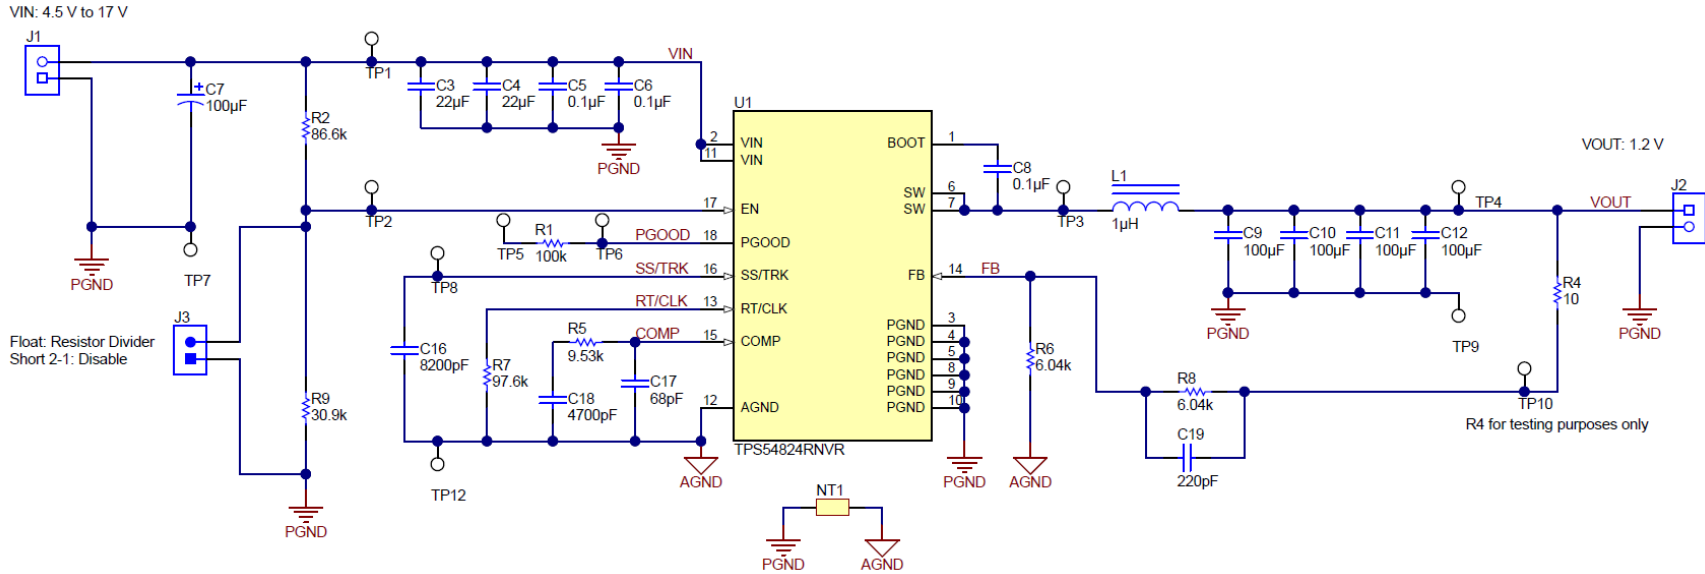 VIN: 4.5 V to 17 V
J1
C7
100µF
TP7
PGND
R2
86.6k
TP1
C3
22µF
C4
22µF
C5
0.1µF
C6
0.1µF
VIN
PGND
TP2
J3
Float: Resistor Divider
Short 2-1: Disable
R9
30.9k
PGND
TP5
R1
100k
TP6
PGOOD
TP8
SS/TRK
RT/CLK
COMP
C16
8200pF
R7
97.6k
R5
9.53k
C18
4700pF
C17
68pF
TP12
AGND
U1
2
VIN
11
VIN
17
EN
18
PGOOD
16
SS/TRK
13
RT/CLK
15
COMP
12
AGND
BOOT
1
SW
6
SW
7
FB
14
PGND
3
PGND
4
PGND
5
PGND
8
PGND
9
PGND
10
TPS54824RNVR
PGND
NT1
PGND
AGND
C8
0.1µF
TP3
L1
1µH
FB
R6
6.04k
AGND
C9
100µF
C10
100µF
C11
100µF
C12
100µF
PGND
TP9
TP4
VOUT
VOUT: 1.2 V
J2
PGND
R4
10
TP10
R4 for testing purposes only
R8
6.04k
C19
220pF